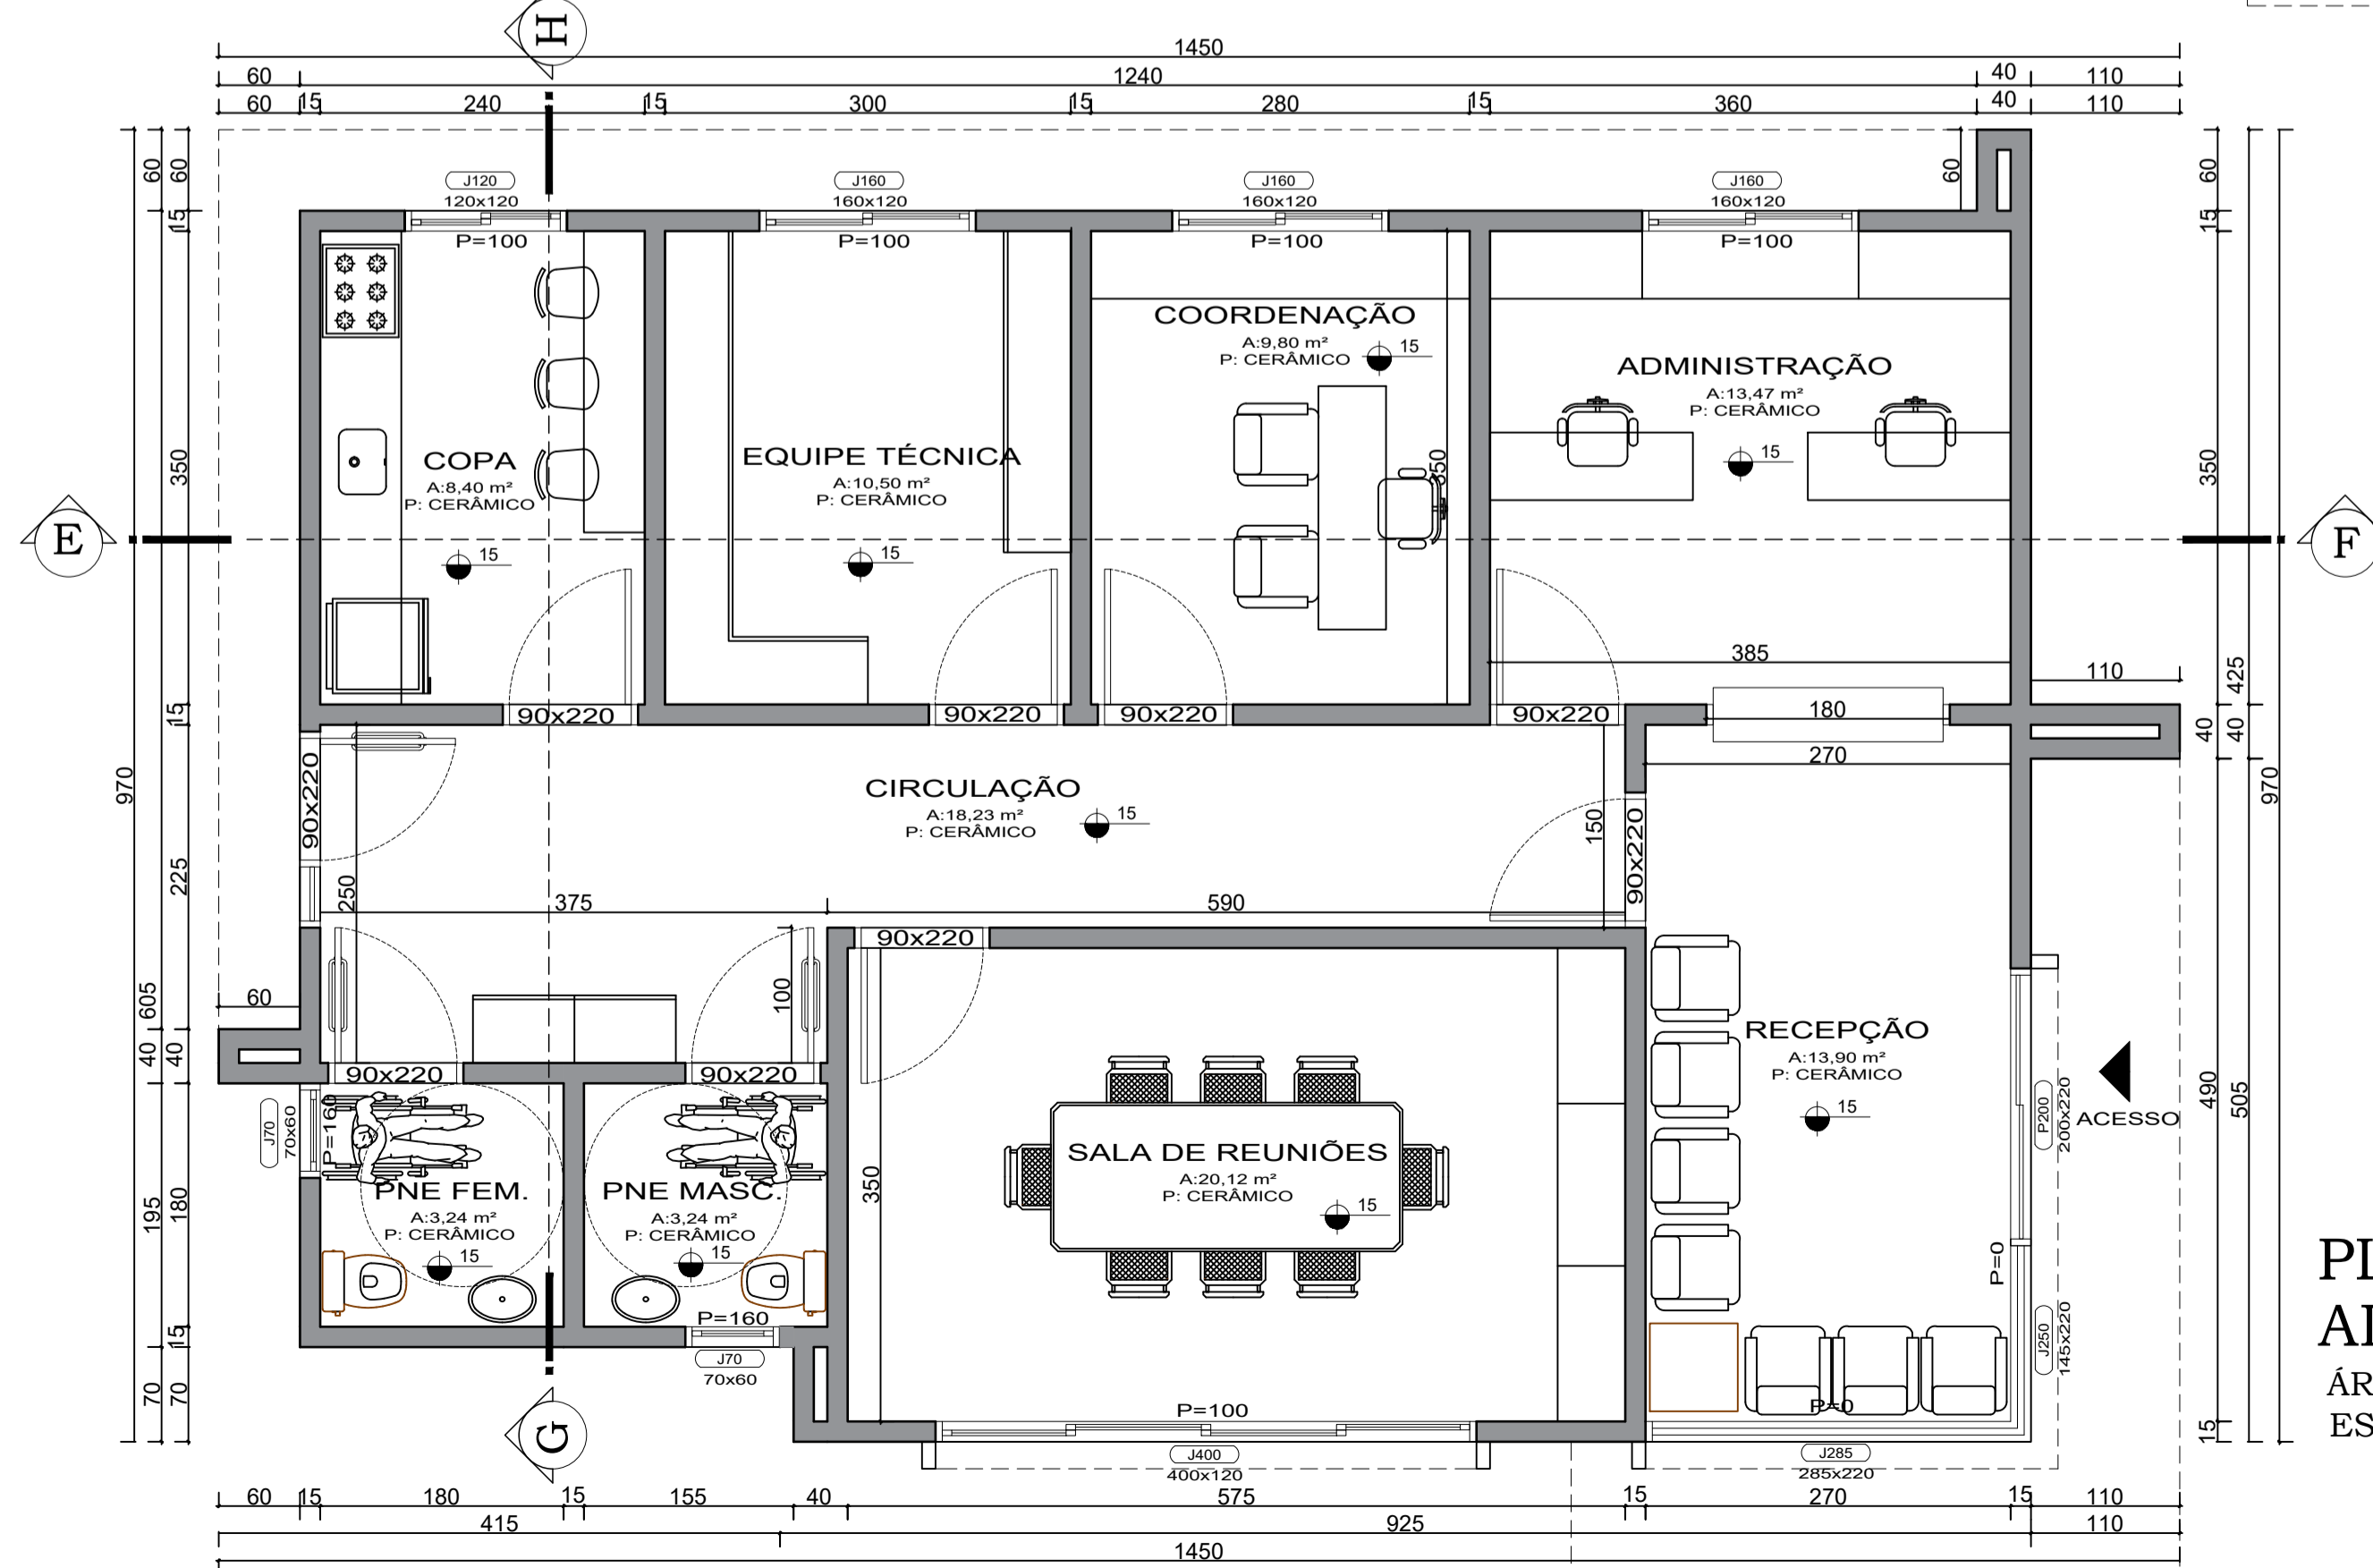 H
1450
60 1240 40 110
60 15 240 15 300 15 280 15 360 40 110
J120 J160 J160 J160
120x120 160x120 160x120 160x120
P=100 P=100 P=100 P=100
60 60 60 60
15 15
COORDENAÇÃO
A:9,80 m²
P: CERÂMICO
15
ADMINISTRAÇÃO
A:13,47 m²
P: CERÂMICO
15
COPA
A:8,40 m²
P: CERÂMICO
15
EQUIPE TÉCNICA
A:10,50 m²
P: CERÂMICO
15
350 350 350
E F
385
110
425
15
90x220 90x220 90x220 90x220
180
40 40
270
970 970
90x220
CIRCULAÇÃO
A:18,23 m²
P: CERÂMICO
15
150
90x220
225
250
375 590
90x220
605
60
100
40 40
90x220 90x220
RECEPÇÃO
A:13,90 m²
P: CERÂMICO
15
490
505
ACESSO
P200
200x220
J70
70x60
P=160
SALA DE REUNIÕES
A:20,12 m²
P: CERÂMICO
15
350
PNE FEM.
A:3,24 m²
P: CERÂMICO
15
PNE MASC.
A:3,24 m²
P: CERÂMICO
15
195 180
P=0
P=160
15
J70
70x60
J250
145x220
70 70
P=100
P=0
15
G
J400
400x120
J285
285x220
60 15 180 15 155 40 575 15 270 15 110
415 925 110
1450